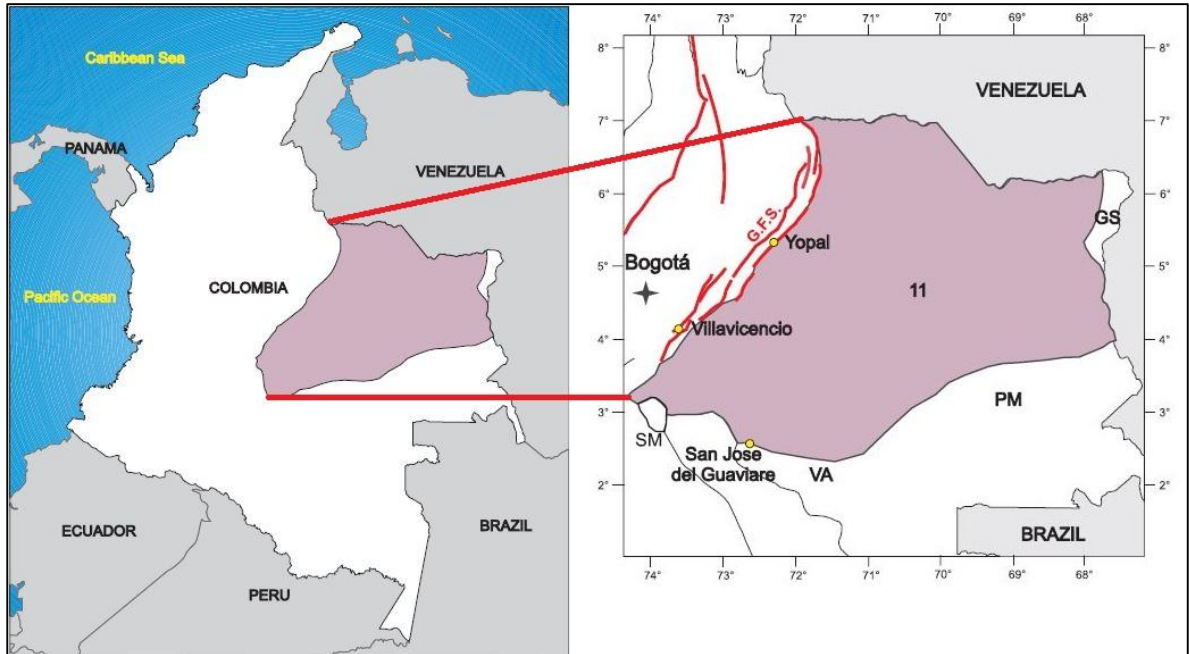 Caribbean Sea
PANAMA
VENEZUELA
COLOMBIA
Pacific Ocean
ECUADOR
PERU
BRAZIL
74° 73° 72° 71° 70° 69° 68°
8°
7°
6°
5°
4°
3°
2°
VENEZUELA
GS
G.F.S.
Yopal
Bogotá
11
Villavicencio
PM
SM
San Jose
del Guaviare
VA
BRAZIL
8°
7°
6°
5°
4°
3°
2°
74° 73° 72° 71° 70° 69° 68°